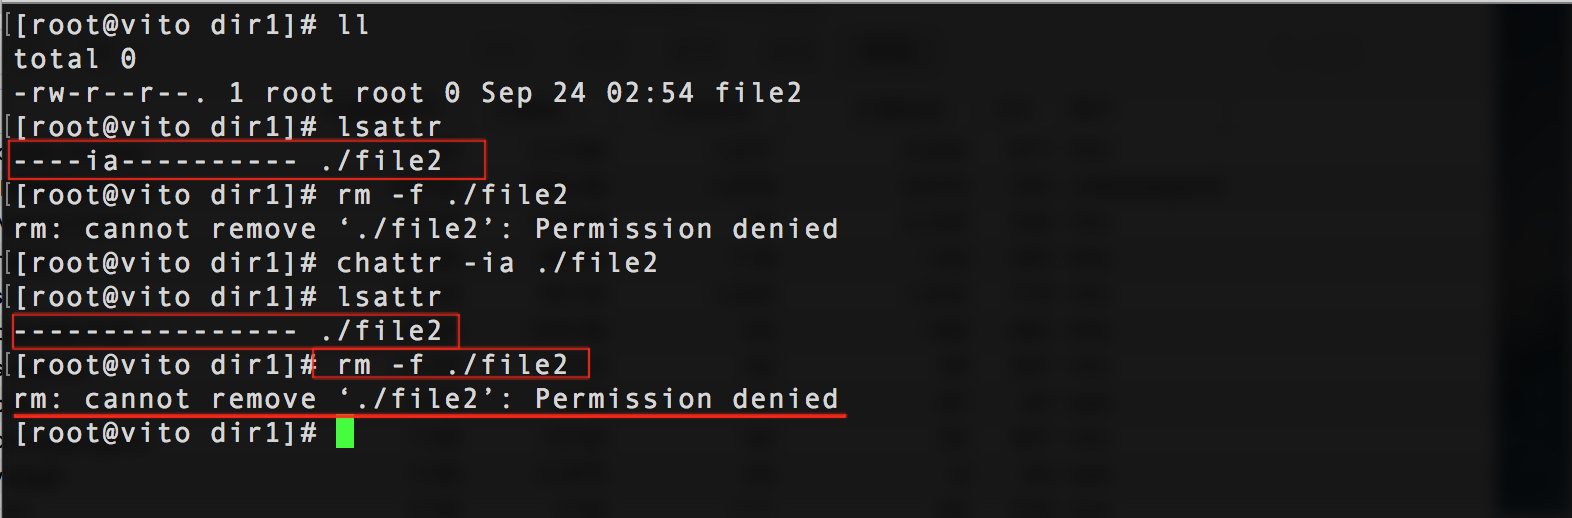 [root@vito dir1]# ll
total 0
-rw-r--r--. 1 root root 0 Sep 24 02:54 file2
[root@vito dir1]# lsattr
----ia---------- ./file2
[root@vito dir1]# rm -f ./file2
rm: cannot remove ‘./file2’: Permission denied
[root@vito dir1]# chattr -ia ./file2
[root@vito dir1]# lsattr
---------------- ./file2
[root@vito dir1]# rm -f ./file2
rm: cannot remove ‘./file2’: Permission denied
[root@vito dir1]#